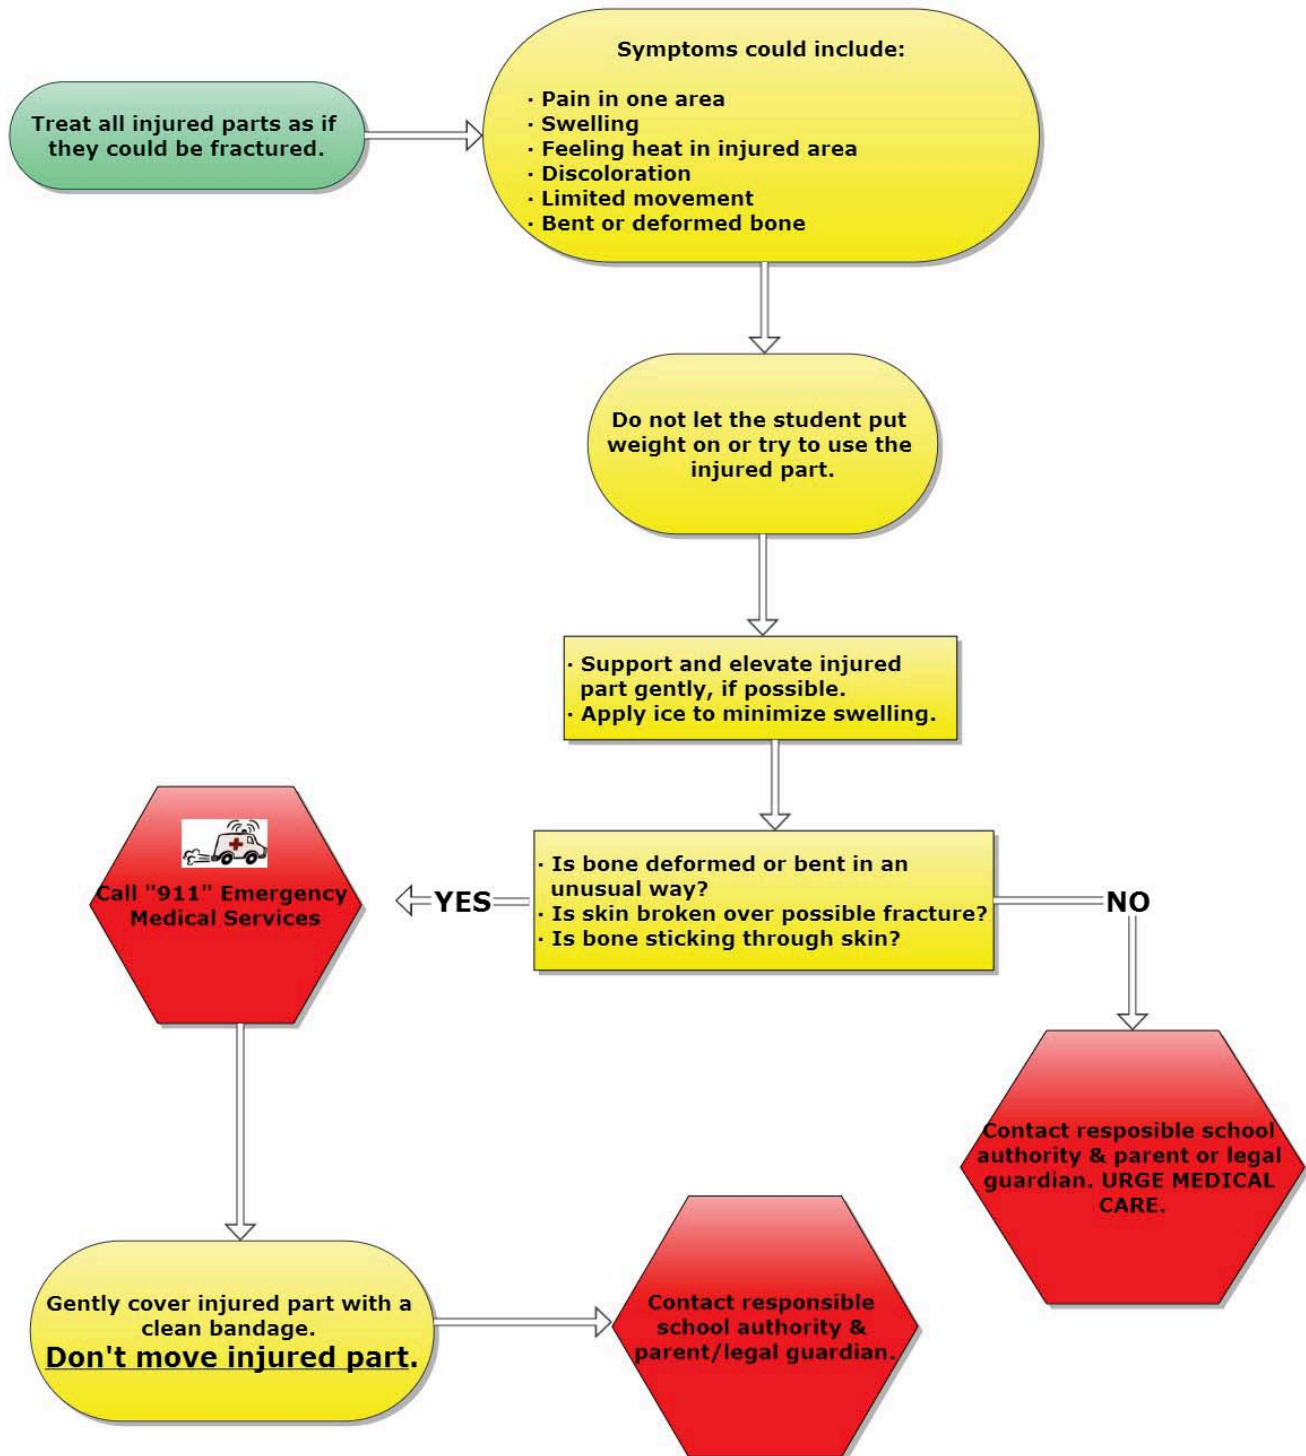 Treat all injured parts as if
they could be fractured.
Symptoms could include:
· Pain in one area
· Swelling
· Feeling heat in injured area
· Discoloration
· Limited movement
· Bent or deformed bone
Do not let the student put
weight on or try to use the
injured part.
· Support and elevate injured
part gently, if possible.
· Apply ice to minimize swelling.
· Is bone deformed or bent in an
unusual way?
· Is skin broken over possible fracture?
· Is bone sticking through skin?
YES
NO
Call "911" Emergency
Medical Services
Contact resposible school
authority & parent or legal
guardian. URGE MEDICAL
CARE.
Gently cover injured part with a
clean bandage.
Don't move injured part.
Contact responsible
school authority &
parent/legal guardian.